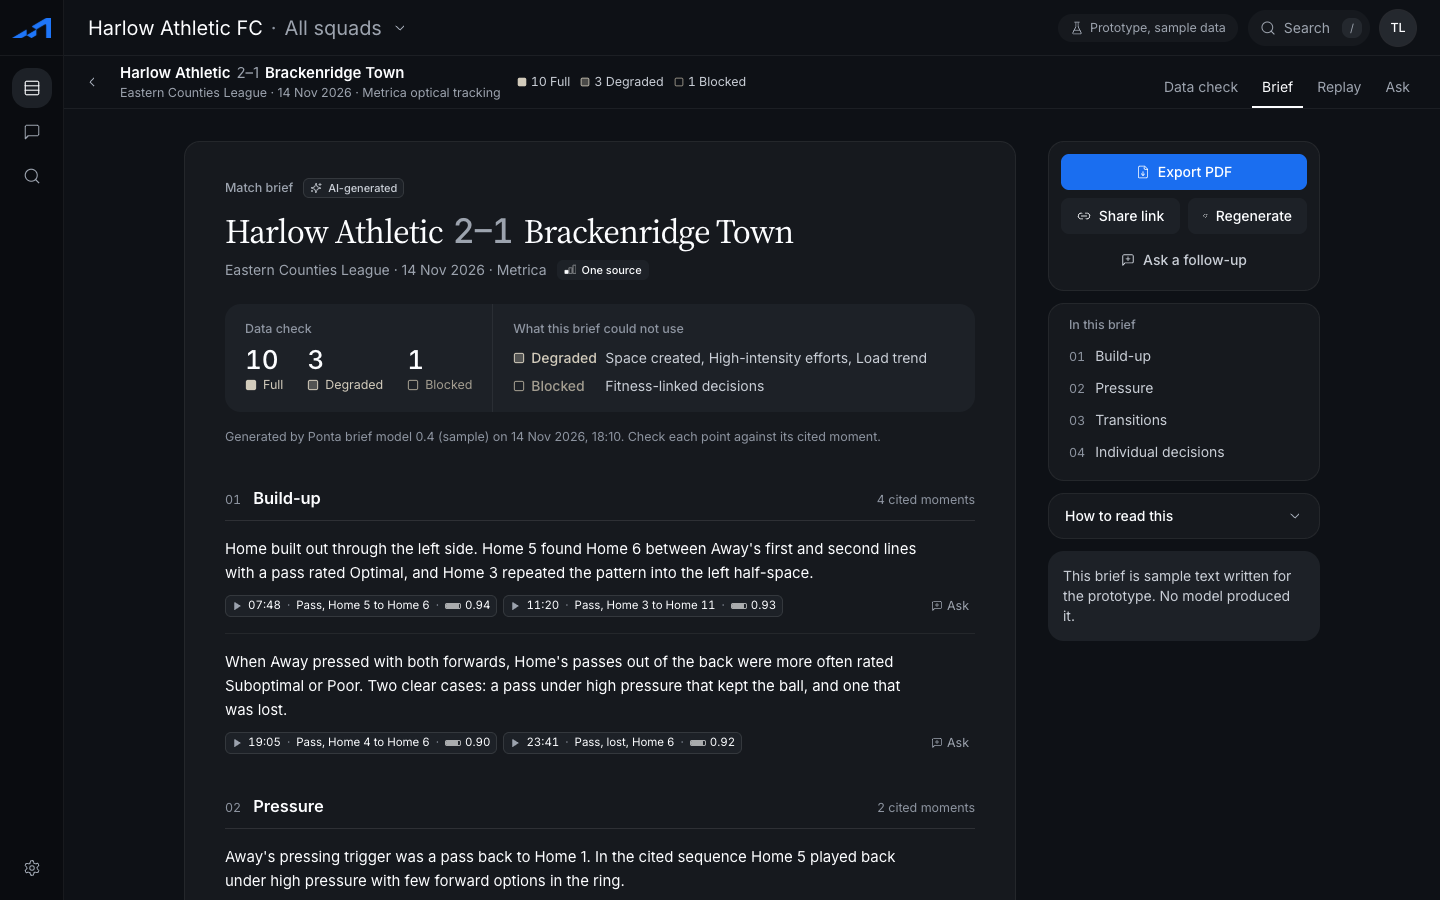 Harlow Athletic FC · All squads
Prototype, sample data
Search /
TL
Harlow Athletic 2–1 Brackenridge Town
Eastern Counties League · 14 Nov 2026 · Metrica optical tracking
10 Full 3 Degraded 1 Blocked
Data check Brief Replay Ask
Match brief AI-generated
Harlow Athletic 2–1 Brackenridge Town
Eastern Counties League · 14 Nov 2026 · Metrica One source
Data check
10 3 1
Full Degraded Blocked
What this brief could not use
Degraded Space created, High-intensity efforts, Load trend
Blocked Fitness-linked decisions
Generated by Ponta brief model 0.4 (sample) on 14 Nov 2026, 18:10. Check each point against its cited moment.
01 Build-up 4 cited moments
Home built out through the left side. Home 5 found Home 6 between Away's first and second lines
with a pass rated Optimal, and Home 3 repeated the pattern into the left half-space.
07:48 · Pass, Home 5 to Home 6 · 0.94 11:20 · Pass, Home 3 to Home 11 · 0.93 Ask
When Away pressed with both forwards, Home's passes out of the back were more often rated
Suboptimal or Poor. Two clear cases: a pass under high pressure that kept the ball, and one that
was lost.
19:05 · Pass, Home 4 to Home 6 · 0.90 23:41 · Pass, lost, Home 6 · 0.92 Ask
02 Pressure 2 cited moments
Away's pressing trigger was a pass back to Home 1. In the cited sequence Home 5 played back
under high pressure with few forward options in the ring.
Export PDF
Share link Regenerate
Ask a follow-up
In this brief
01 Build-up
02 Pressure
03 Transitions
04 Individual decisions
How to read this
This brief is sample text written for
the prototype. No model produced
it.